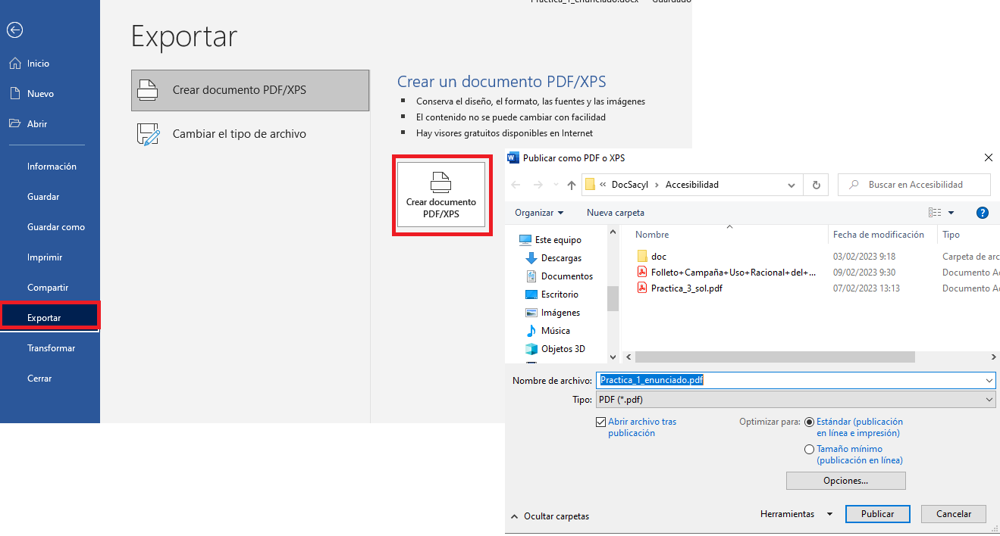 Practica_1_enunciado.docx Guardado
Exportar
Inicio
Nuevo
Abrir
Información
Guardar
Guardar como
Imprimir
Compartir
Exportar
Transformar
Cerrar
Crear documento PDF/XPS
Cambiar el tipo de archivo
Crear un documento PDF/XPS
Conserva el diseño, el formato, las fuentes y las imágenes
El contenido no se puede cambiar con facilidad
Hay visores gratuitos disponibles en Internet
Crear documento
PDF/XPS
Publicar como PDF o XPS
« DocSacyl › Accesibilidad
Buscar en Accesibilidad
Organizar
Nueva carpeta
Este equipo
Descargas
Documentos
Escritorio
Imágenes
Música
Objetos 3D
Nombre Fecha de modificación Tipo
doc 03/02/2023 9:18 Carpeta de arc
Folleto+Campaña+Uso+Racional+del+... 09/02/2023 9:30 Documento Ac
Practica_3_sol.pdf 07/02/2023 13:13 Documento Ac
Nombre de archivo: Practica_1_enunciado.pdf
Tipo: PDF (*.pdf)
Abrir archivo tras
publicación
Optimizar para:
Estándar (publicación
en línea e impresión)
Tamaño mínimo
(publicación en línea)
Opciones...
Ocultar carpetas
Herramientas
Publicar
Cancelar